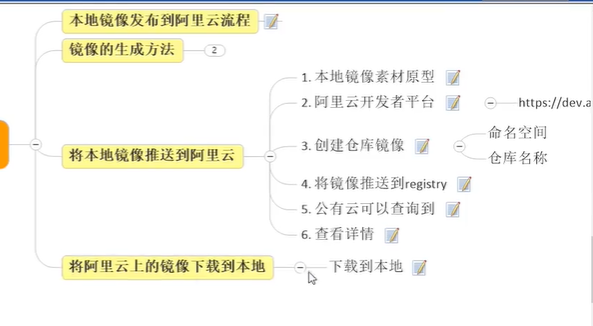 本地镜像发布到阿里云流程
镜像的生成方法
2
将本地镜像推送到阿里云
1. 本地镜像素材原型
2. 阿里云开发者平台
https://dev.a
3. 创建仓库镜像
命名空间
仓库名称
4. 将镜像推送到registry
5. 公有云可以查询到
6. 查看详情
将阿里云上的镜像下载到本地
下载到本地